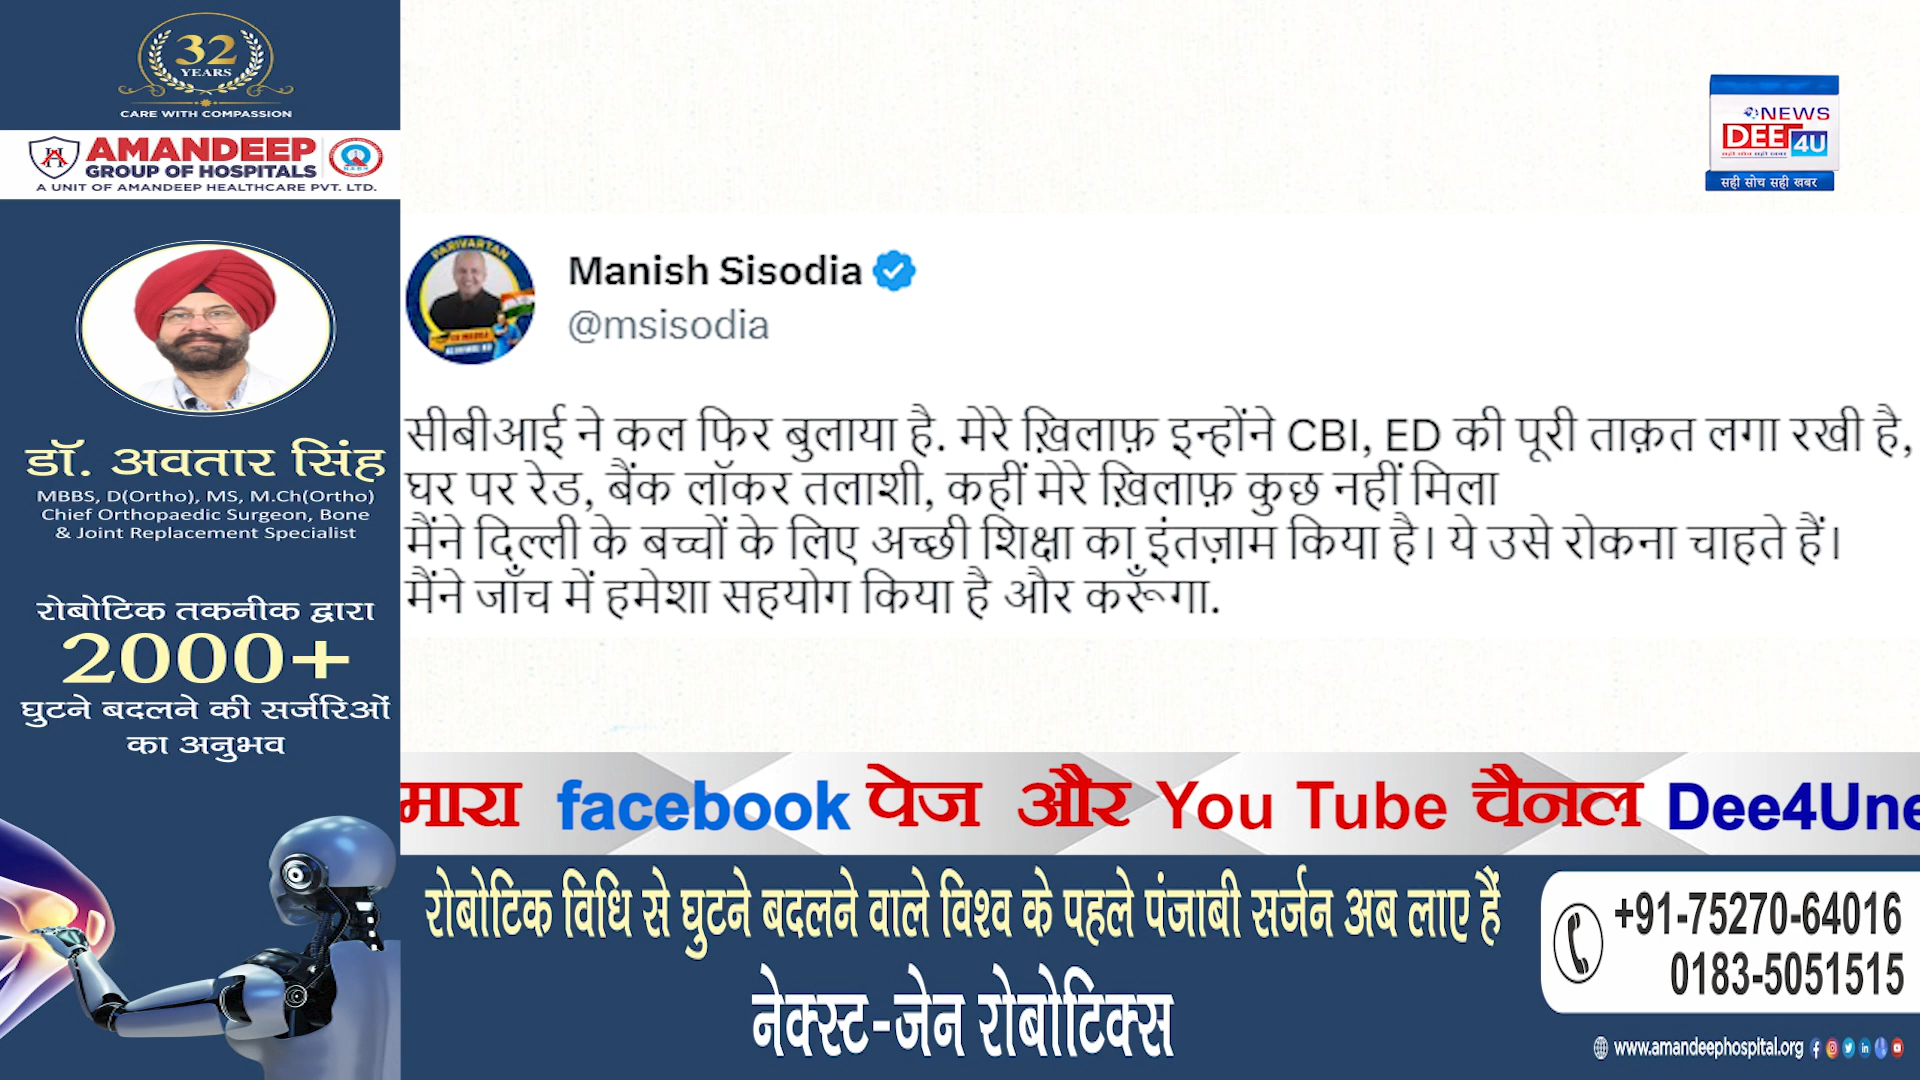 32
YEARS
CARE WITH COMPASSION
AMANDEEP
GROUP OF HOSPITALS
A UNIT OF AMANDEEP HEALTHCARE PVT. LTD.
डॉ. अवतार सिंह
MBBS, D(Ortho), MS, M.Ch(Ortho)
Chief Orthopaedic Surgeon, Bone
& Joint Replacement Specialist
रोबोटिक तकनीक द्वारा
2000+
घुटने बदलने की सर्जरिओं
का अनुभव
NEWS
DEE 4U
सही सोच सही खबर
PARIVARTAN
Manish Sisodia
@msisodia
सीबीआई ने कल फिर बुलाया है. मेरे ख़िलाफ़ इन्होंने CBI, ED की पूरी ताक़त लगा रखी है,
घर पर रेड, बैंक लॉकर तलाशी, कहीं मेरे ख़िलाफ़ कुछ नहीं मिला
मैंने दिल्ली के बच्चों के लिए अच्छी शिक्षा का इंतज़ाम किया है। ये उसे रोकना चाहते हैं।
मैंने जाँच में हमेशा सहयोग किया है और करूँगा.
मारा facebook पेज और You Tube चैनल Dee4Une
रोबोटिक विधि से घुटने बदलने वाले विश्व के पहले पंजाबी सर्जन अब लाए हैं
नेक्स्ट-जेन रोबोटिक्स
+91-75270-64016
0183-5051515
www.amandeephospital.org